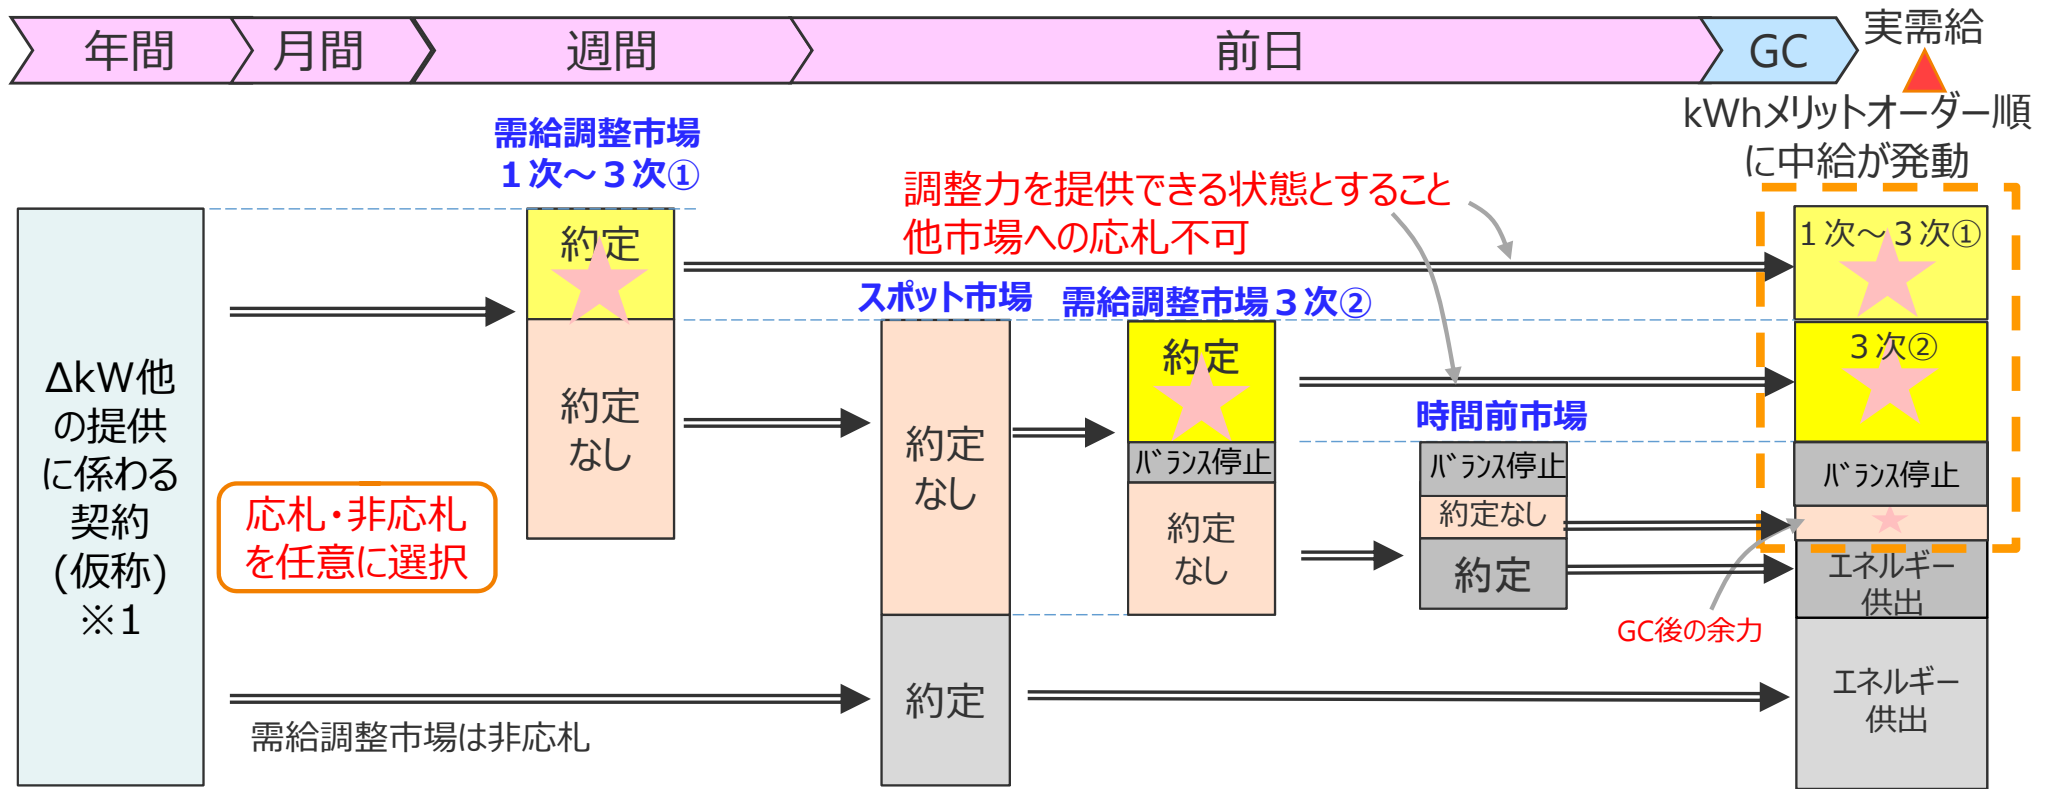 年間
月間
週間
前日
GC
実需給
kWhメリットオーダー順
に中給が発動
需給調整市場
１次～３次①
調整力を提供できる状態とすること
他市場への応札不可
約定
１次～３次①
スポット市場
需給調整市場３次②
ΔkW他
の提供
に係わる
契約
(仮称)
※1
約定
なし
約定
３次②
時間前市場
約定
なし
バランス停止
バランス停止
バランス停止
応札・非応札
を任意に選択
約定
なし
約定なし
約定
エネルギー
供出
GC後の余力
約定
エネルギー
供出
需給調整市場は非応札